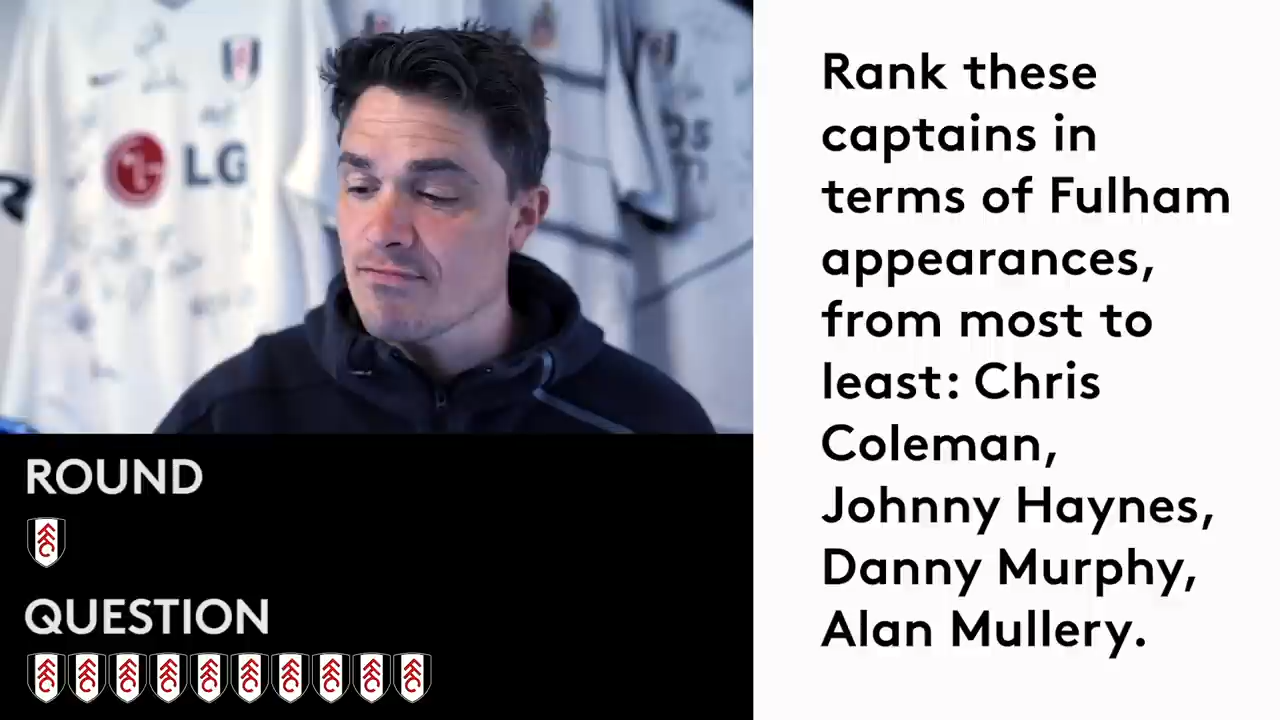 LG
ROUND
QUESTION
Rank these
captains in
terms of Fulham
appearances,
from most to
least: Chris
Coleman,
Johnny Haynes,
Danny Murphy,
Alan Mullery.